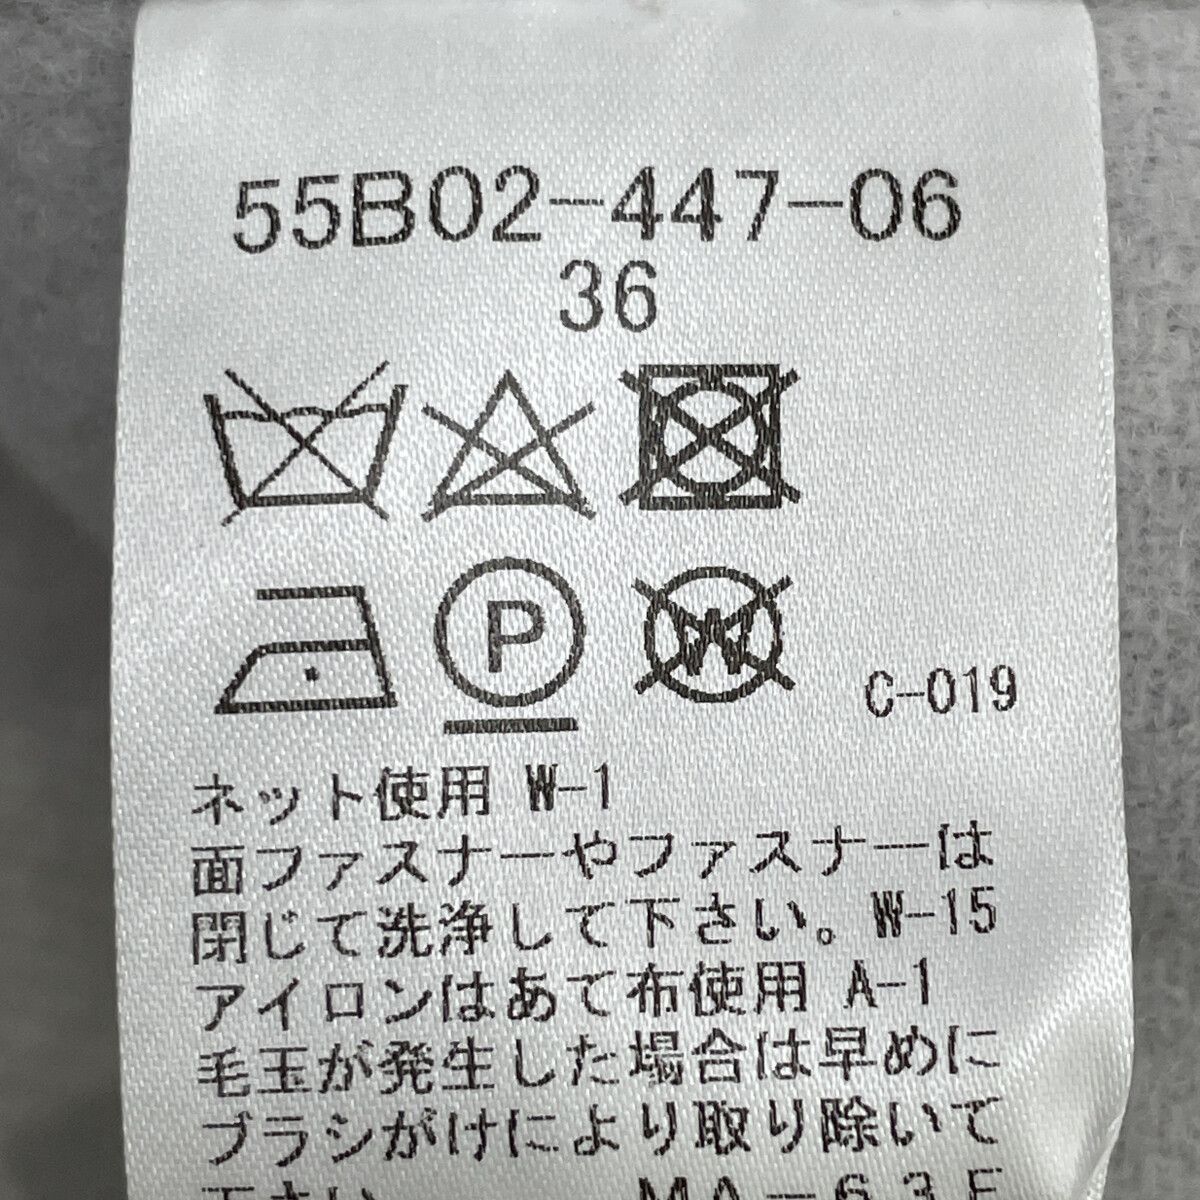 55B02-447-06
36
P
W
C-019
ネット使用 W-1
面ファスナーやファスナーは
閉じて洗浄して下さい。W-15
アイロンはあて布使用 A-1
毛玉が発生した場合は早めに
ブラシがけにより取り除いて
下さい